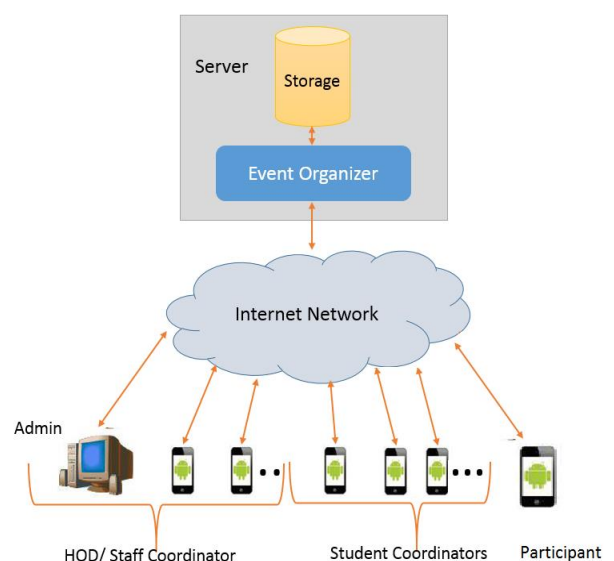 Server
Storage
Event Organizer
Internet Network
Admin
HOD/ Staff Coordinator
Student Coordinators
Participant